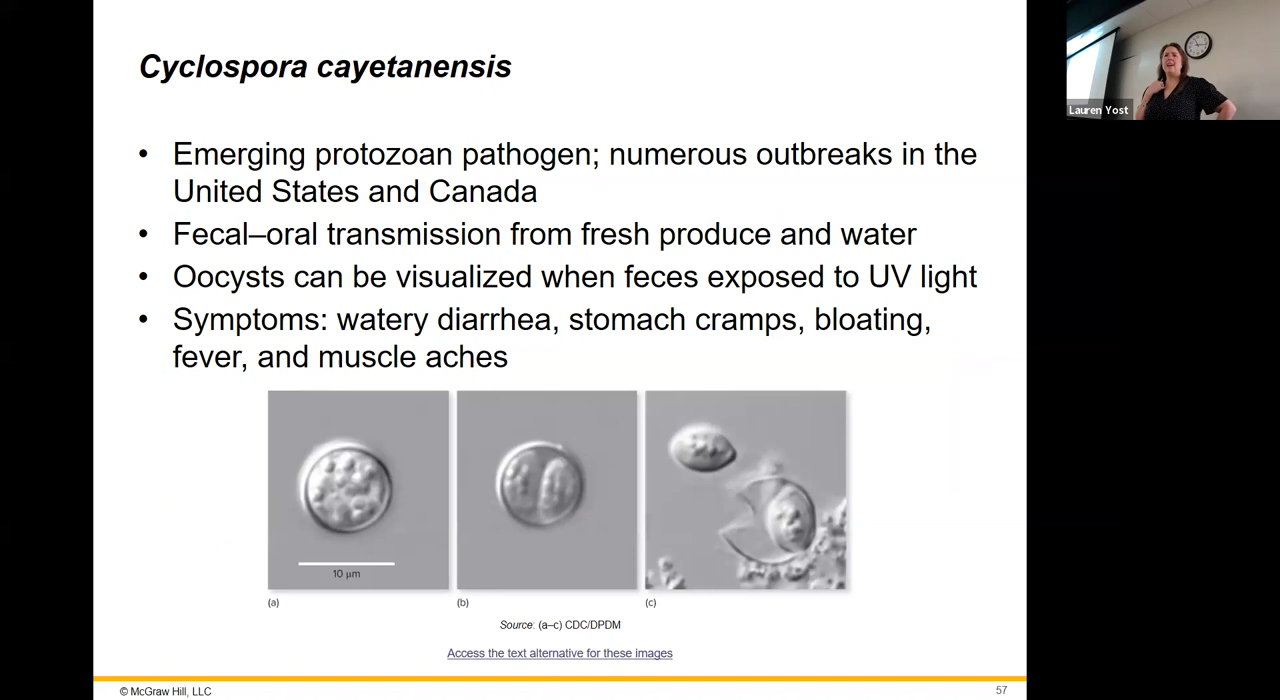 Cyclospora cayetanensis
• Emerging protozoan pathogen; numerous outbreaks in the
United States and Canada
• Fecal–oral transmission from fresh produce and water
• Oocysts can be visualized when feces exposed to UV light
• Symptoms: watery diarrhea, stomach cramps, bloating,
fever, and muscle aches
10 μm
(a)
(b)
(c)
Source: (a–c) CDC/DPDM
Access the text alternative for these images
© McGraw Hill, LLC
57
Lauren Yost